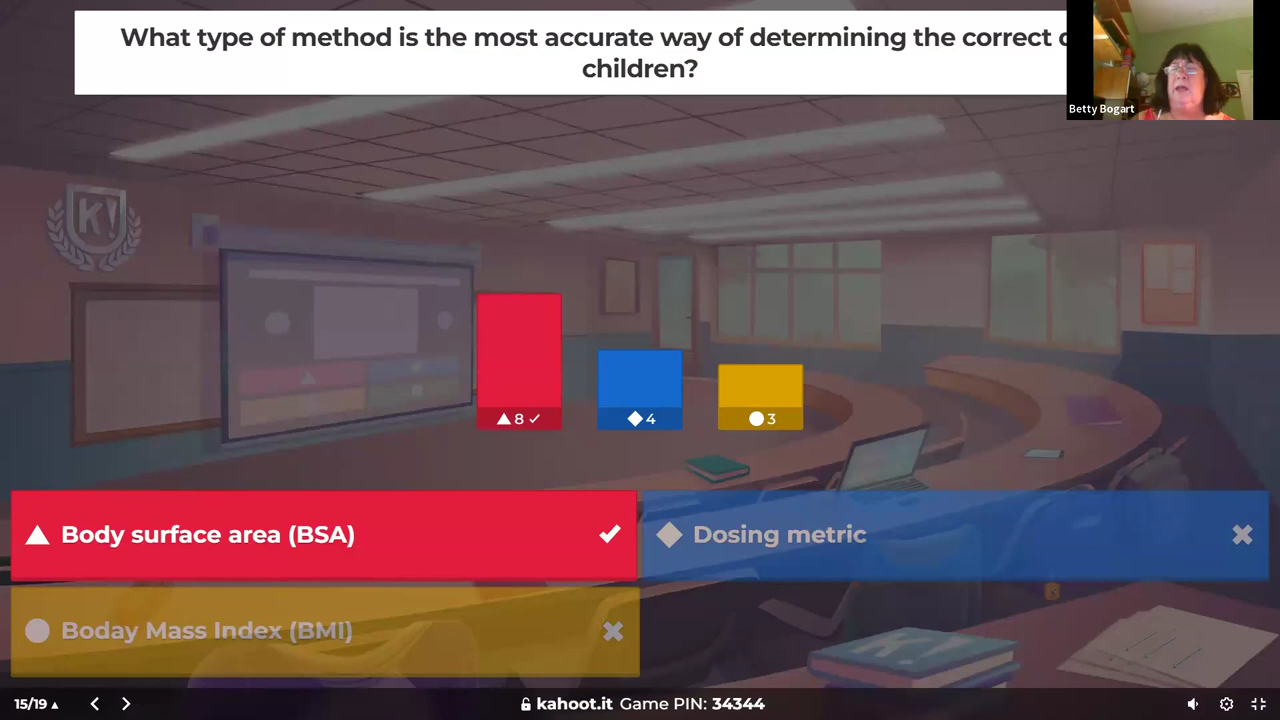 What type of method is the most accurate way of determining the correct
children?
Betty Bogart
K!
8
4
3
Body surface area (BSA)
Dosing metric
Boday Mass Index (BMI)
K!
15/19
kahoot.it Game PIN: 34344